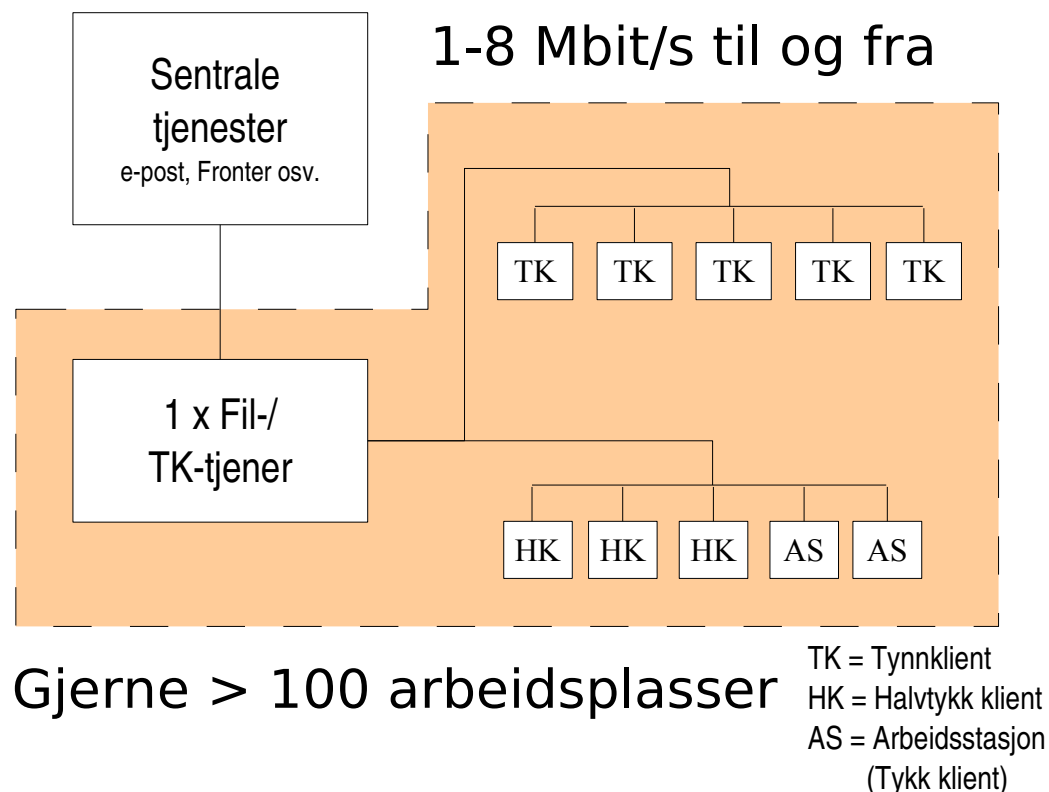 Sentrale
tjenester
e-post, Fronter osv.
1-8 Mbit/s til og fra
TK TK TK TK TK
1 x Fil-/
TK-tjener
HK HK HK AS AS
Gjerne > 100 arbeidsplasser
TK = Tynnklient
HK = Halvtykk klient
AS = Arbeidsstasjon
(Tykk klient)